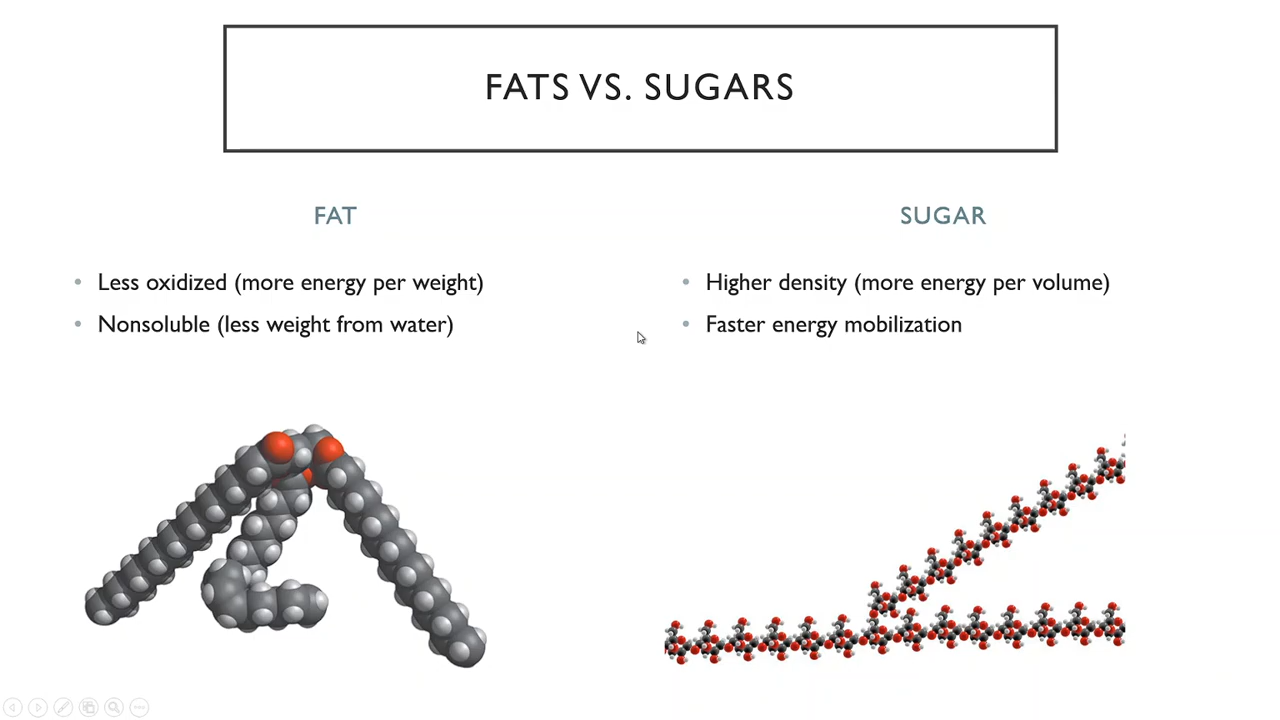 FATS VS. SUGARS
FAT
• Less oxidized (more energy per weight)
• Nonsoluble (less weight from water)
SUGAR
• Higher density (more energy per volume)
• Faster energy mobilization